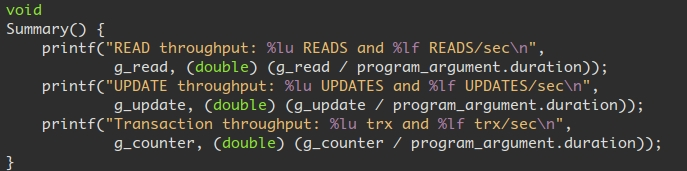 void
Summary() {
    printf("READ throughput: %lu READS and %lf READS/sec\n",
            g_read, (double) (g_read / program_argument.duration));
    printf("UPDATE throughput: %lu UPDATES and %lf UPDATES/sec\n",
            g_update, (double) (g_update / program_argument.duration));
    printf("Transaction throughput: %lu trx and %lf trx/sec\n",
            g_counter, (double) (g_counter / program_argument.duration));
}